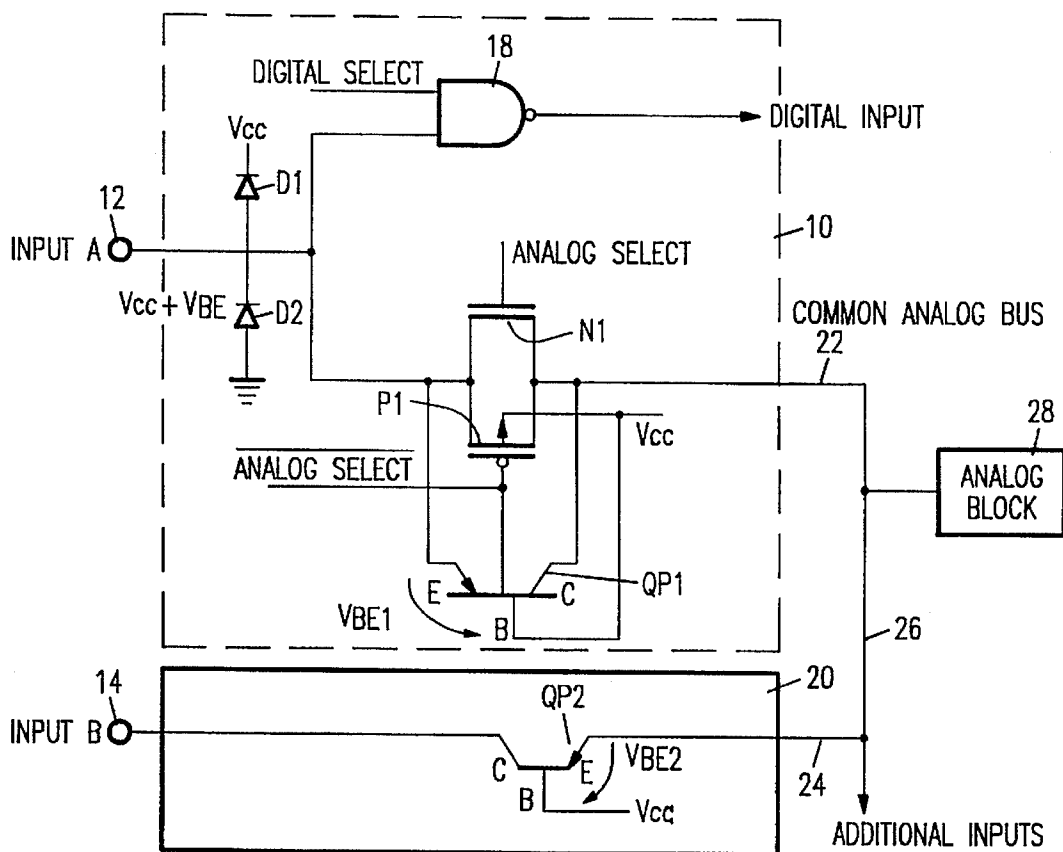 18
DIGITAL SELECT
DIGITAL INPUT
Vcc
D1
12
INPUT A
10
ANALOG SELECT
Vcc + VBE
D2
N1
COMMON ANALOG BUS
22
P1
Vcc
28
ANALOG BLOCK
ANALOG SELECT
E
C
QP1
VBE1
B
26
14
20
QP2
INPUT B
C
E
VBE2
24
B
Vcc
ADDITIONAL INPUTS